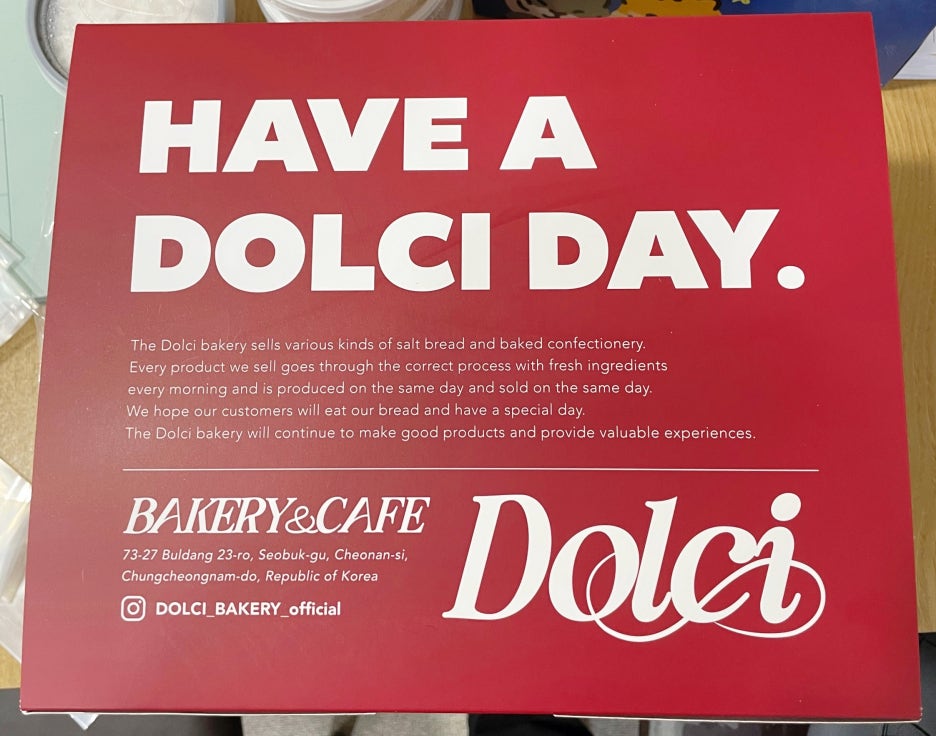 HAVE A
DOLCI DAY.
The Dolci bakery sells various kinds of salt bread and baked confectionery.
Every product we sell goes through the correct process with fresh ingredients
every morning and is produced on the same day and sold on the same day.
We hope our customers will eat our bread and have a special day.
The Dolci bakery will continue to make good products and provide valuable experiences.
BAKERY&CAFE
73-27 Buldang 23-ro, Seobuk-gu, Cheonan-si,
Chungcheongnam-do, Republic of Korea
DOLCI_BAKERY_official
Dolci